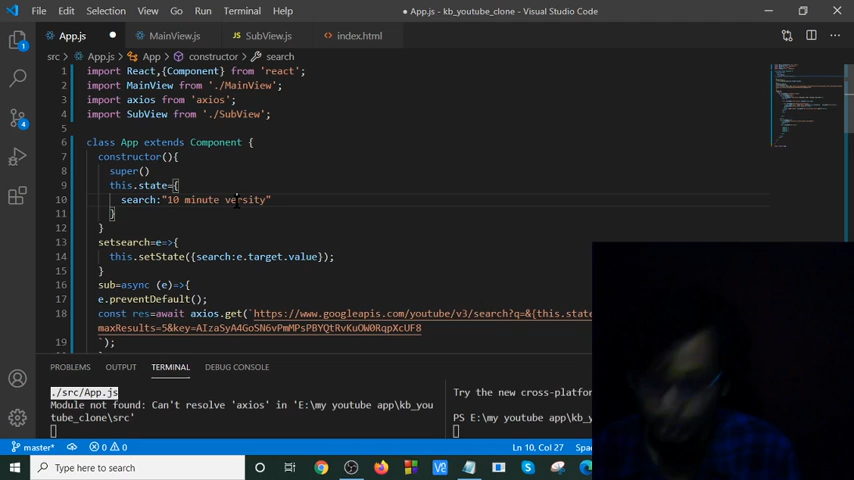 File Edit Selection View Go Run Terminal Help
● App.js - kb_youtube_clone - Visual Studio Code
App.js ● MainView.js SubView.js index.html
src > App.js > App > constructor > search
1 import React,{Component} from 'react';
2 import MainView from './MainView';
3 import axios from 'axios';
4 import SubView from './SubView';
5
6 class App extends Component {
7 constructor(){
8 super()
9 this.state={
10 search:"10 minute versity"
11 }
12 }
13 setsearch=e=>{
14 this.setState({search:e.target.value});
15 }
16 sub=async (e)=>{
17 e.preventDefault();
18 const res=await axios.get(`https://www.googleapis.com/youtube/v3/search?q=&{this.state
maxResults=5&key=AIzaSyA4GoSN6vPmMPsPBYQtRvKuOW0RqpXcUF8
19 `);
PROBLEMS OUTPUT TERMINAL DEBUG CONSOLE
./src/App.js
Module not found: Can't resolve 'axios' in 'E:\my youtube app\kb_you
tube_clone\src'
Try the new cross-platfor
PS E:\my youtube app\kb_y
master* 0 0 Ln 10, Col 27 Spac
Type here to search